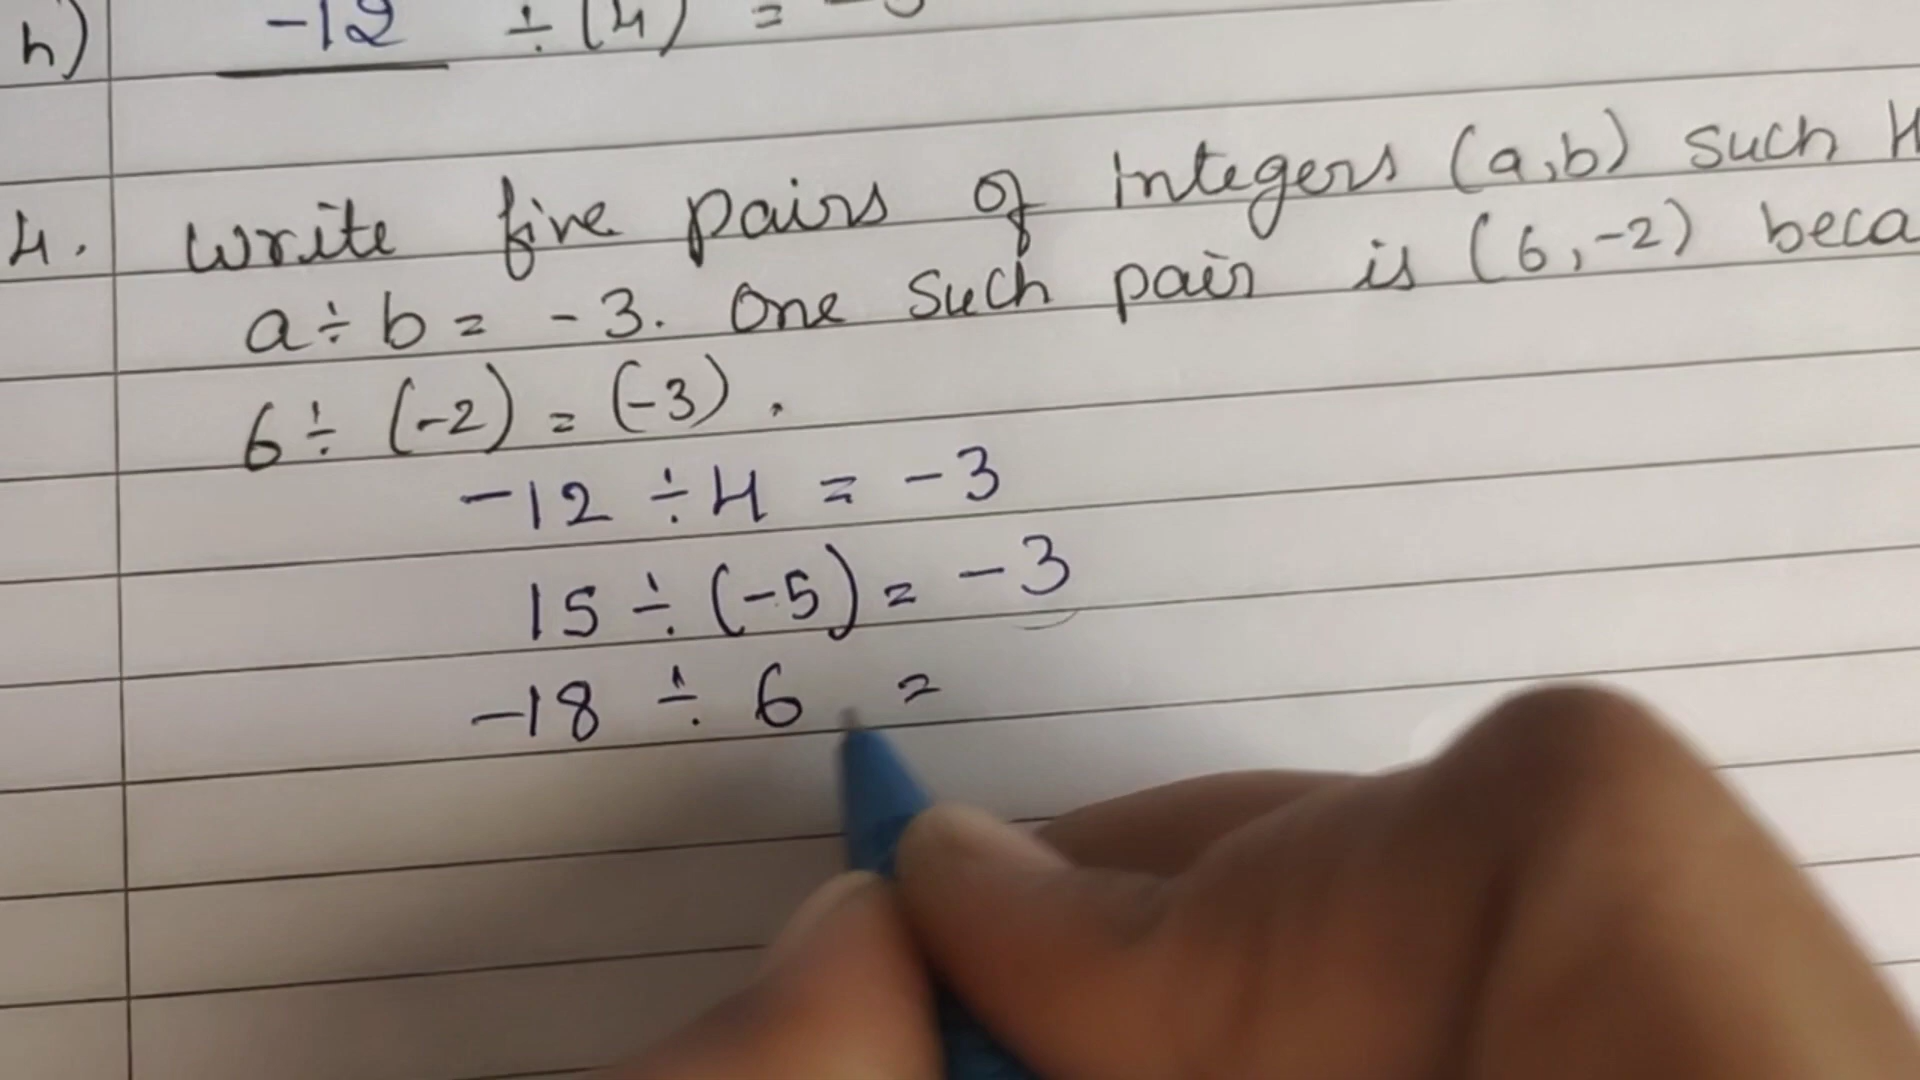 h) -12 ÷ (4) =
4. Write five pairs of integers (a,b) such
a ÷ b = -3. One such pair is (6,-2) beca
6 ÷ (-2) = (-3).
-12 ÷ 4 = -3
15 ÷ (-5) = -3
-18 ÷ 6 =